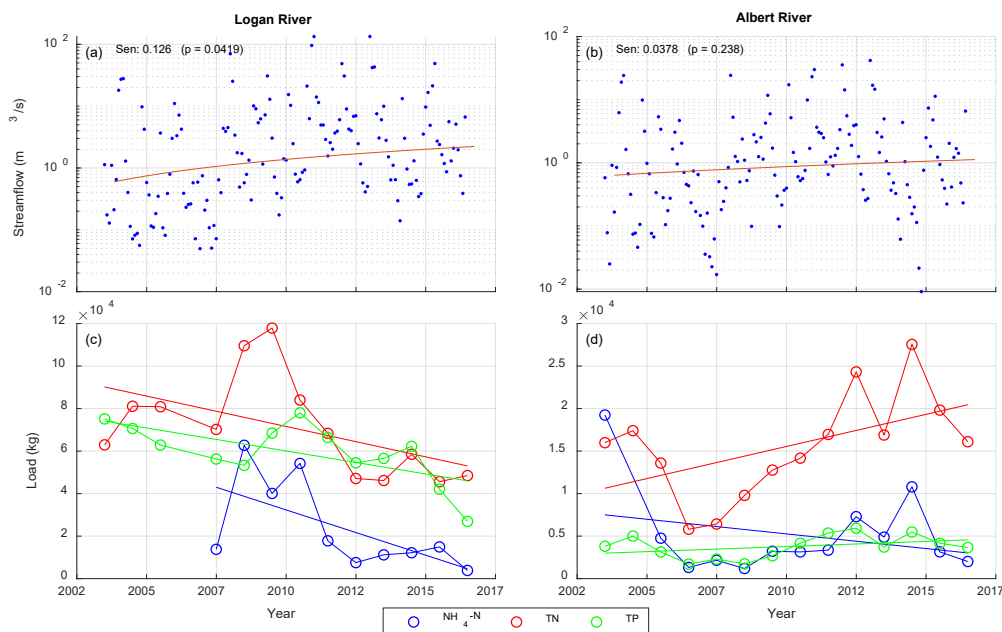 Logan River
Albert River
(a) Sen: 0.126 (p = 0.0419)
(b) Sen: 0.0378 (p = 0.238)
10 2
10 0
10 -2
Streamflow (m 3/s)
10 2
10 0
10 -2
× 10 4
(c)
12
10
8
6
4
2
0
Load (kg)
2002 2005 2007 2010 2012 2015 2017
Year
× 10 4
(d)
3
2.5
2
1.5
1
0.5
0
2002 2005 2007 2010 2012 2015 2017
Year
NH 4 -N TN TP